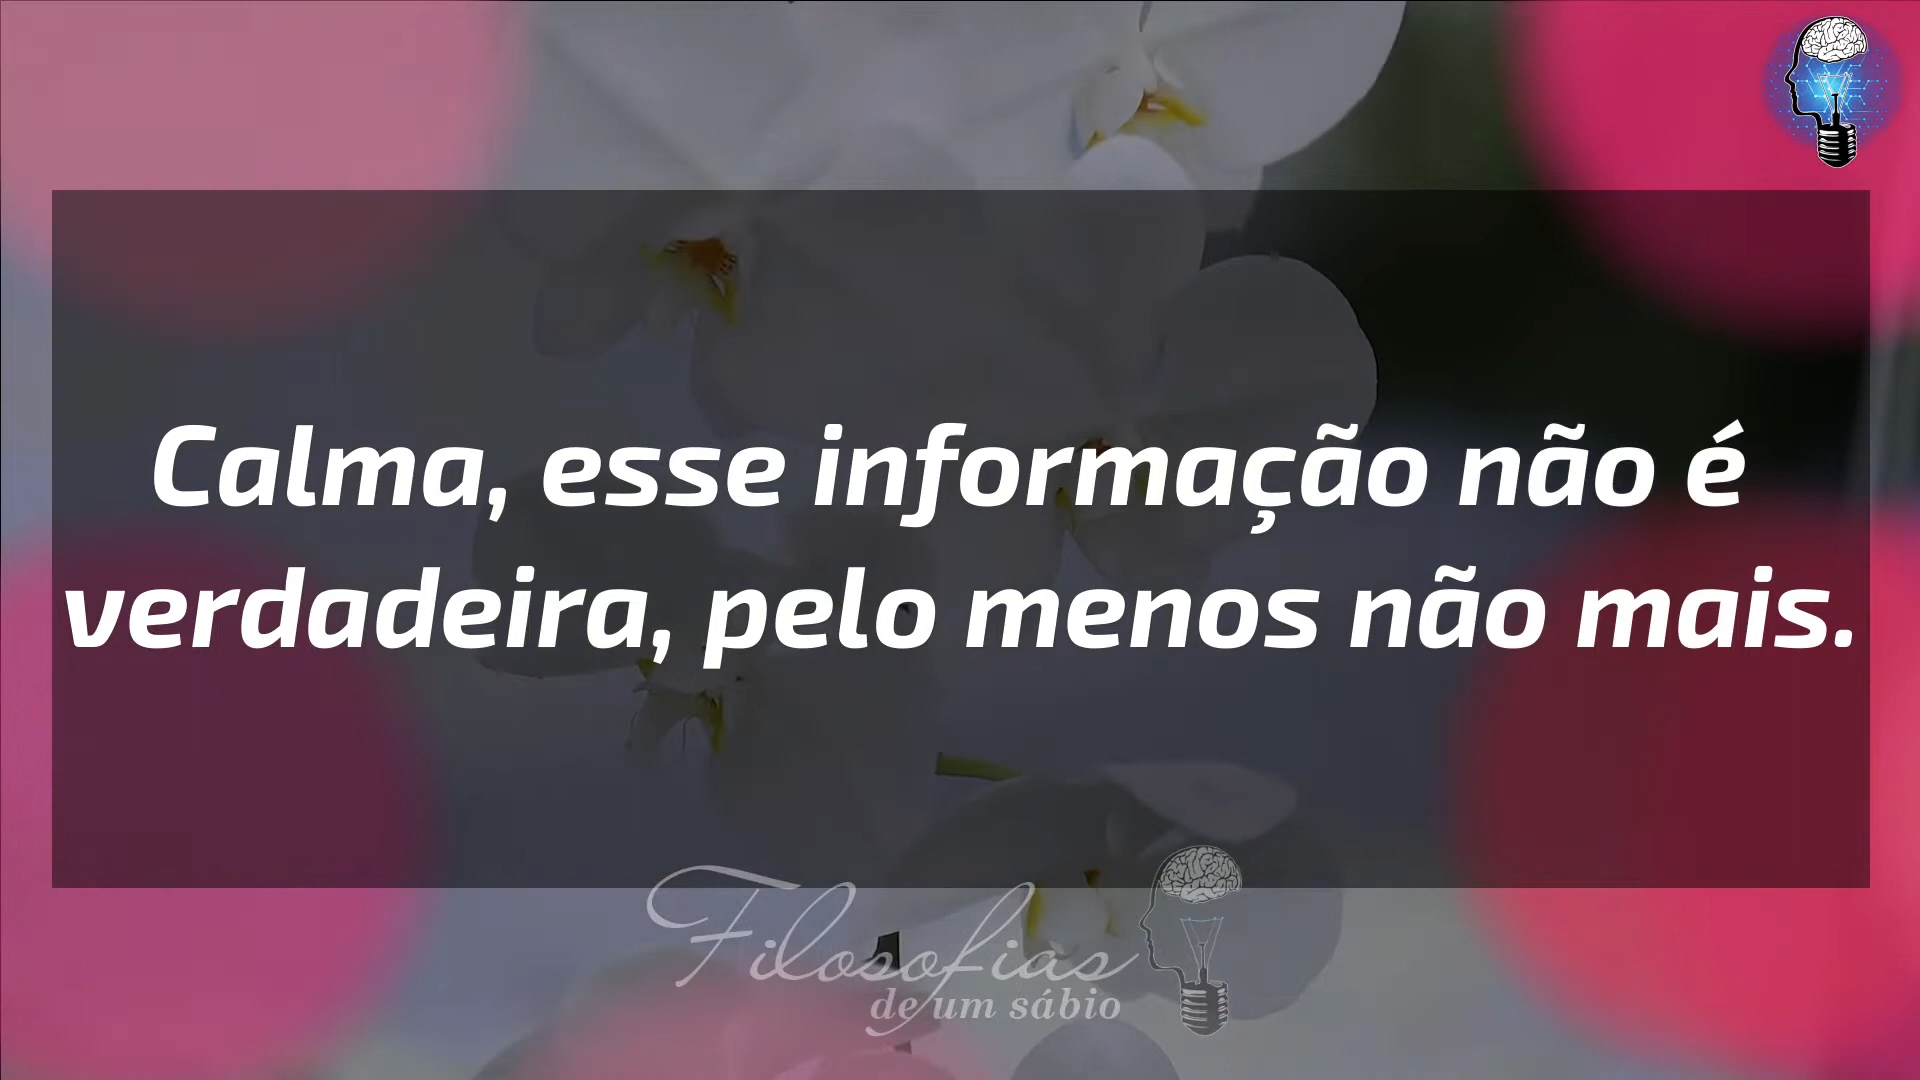 Calma, esse informação não é
verdadeira, pelo menos não mais.
Filosofias
de um sábio